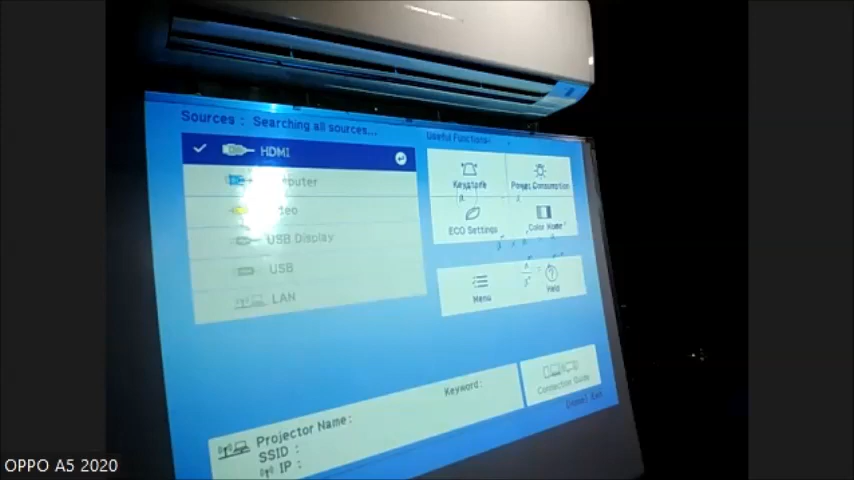 Sources : Searching all sources...
HDMI
USB Display
USB
LAN
Useful Functions
Keystone
Power Consumption
ECO Settings
Color Mode
Menu
Help
Projector Name :
SSID :
IP :
Keyword :
Connection Guide
Exit
OPPO A5 2020